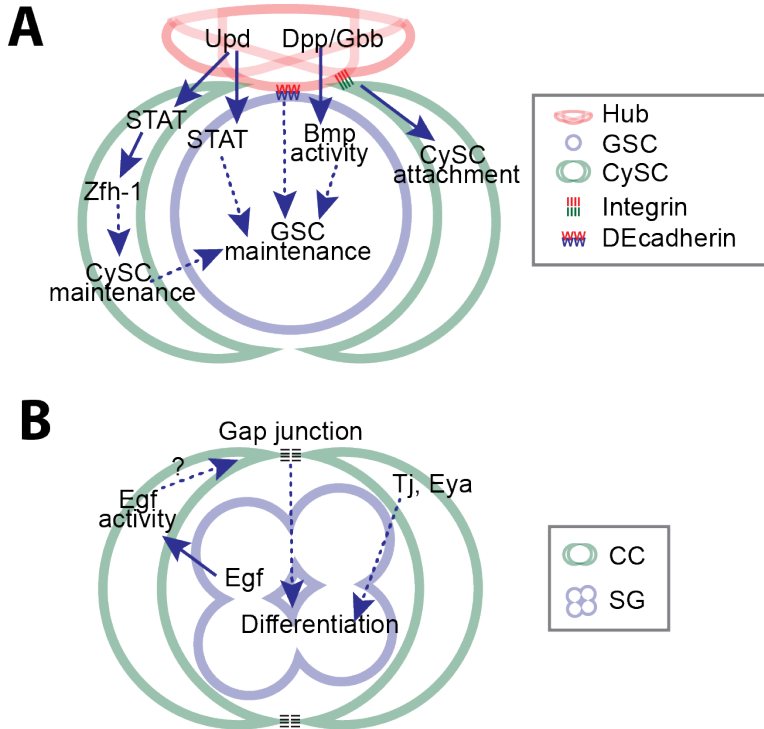 A
Upd
Dpp/Gbb
STAT
STAT
Bmp
activity
CySC
attachment
Zfh-1
GSC
maintenance
CySC
maintenance
Hub
GSC
CySC
Integrin
DEcadherin
B
Gap junction
?
Egf
activity
Tj, Eya
Egf
Differentiation
CC
SG